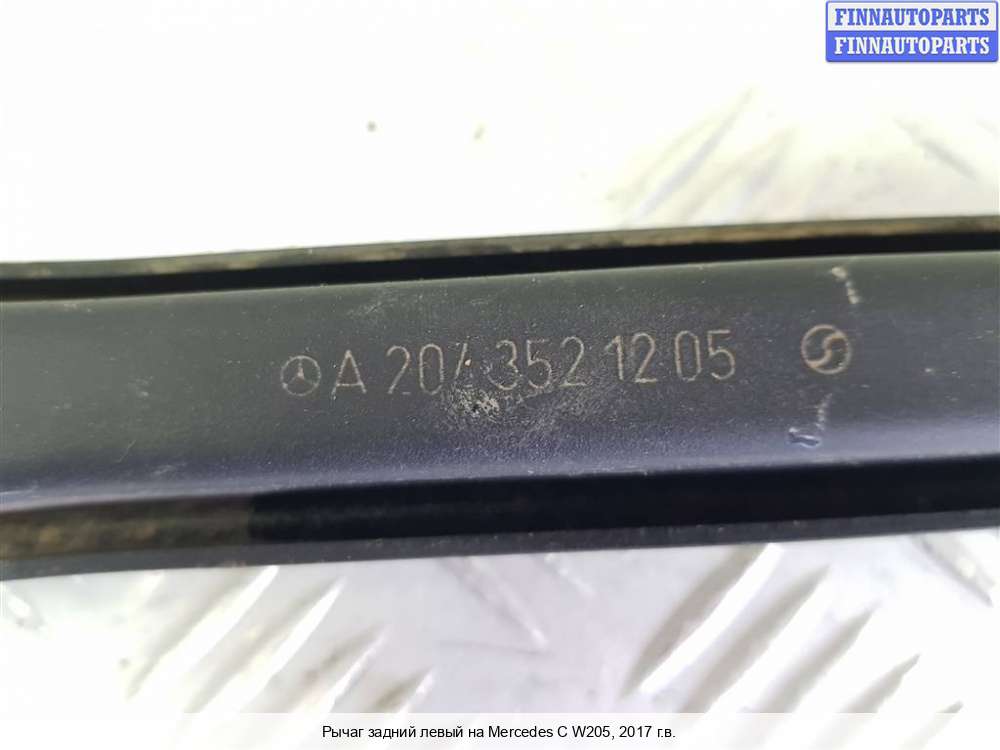 FINNAUTOPARTS
FINNAUTOPARTS
A 204 352 12 05
Рычаг задний левый на Mercedes C W205, 2017 г.в.